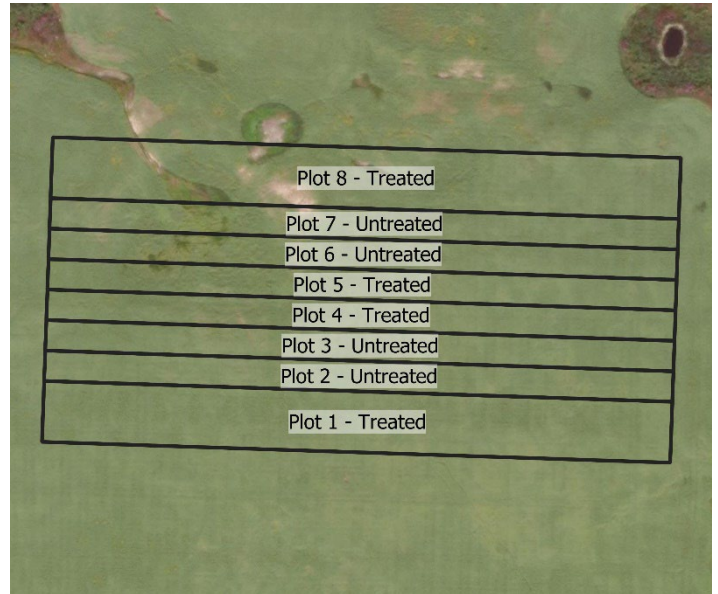 Plot 8 - Treated
Plot 7 - Untreated
Plot 6 - Untreated
Plot 5 - Treated
Plot 4 - Treated
Plot 3 - Untreated
Plot 2 - Untreated
Plot 1 - Treated